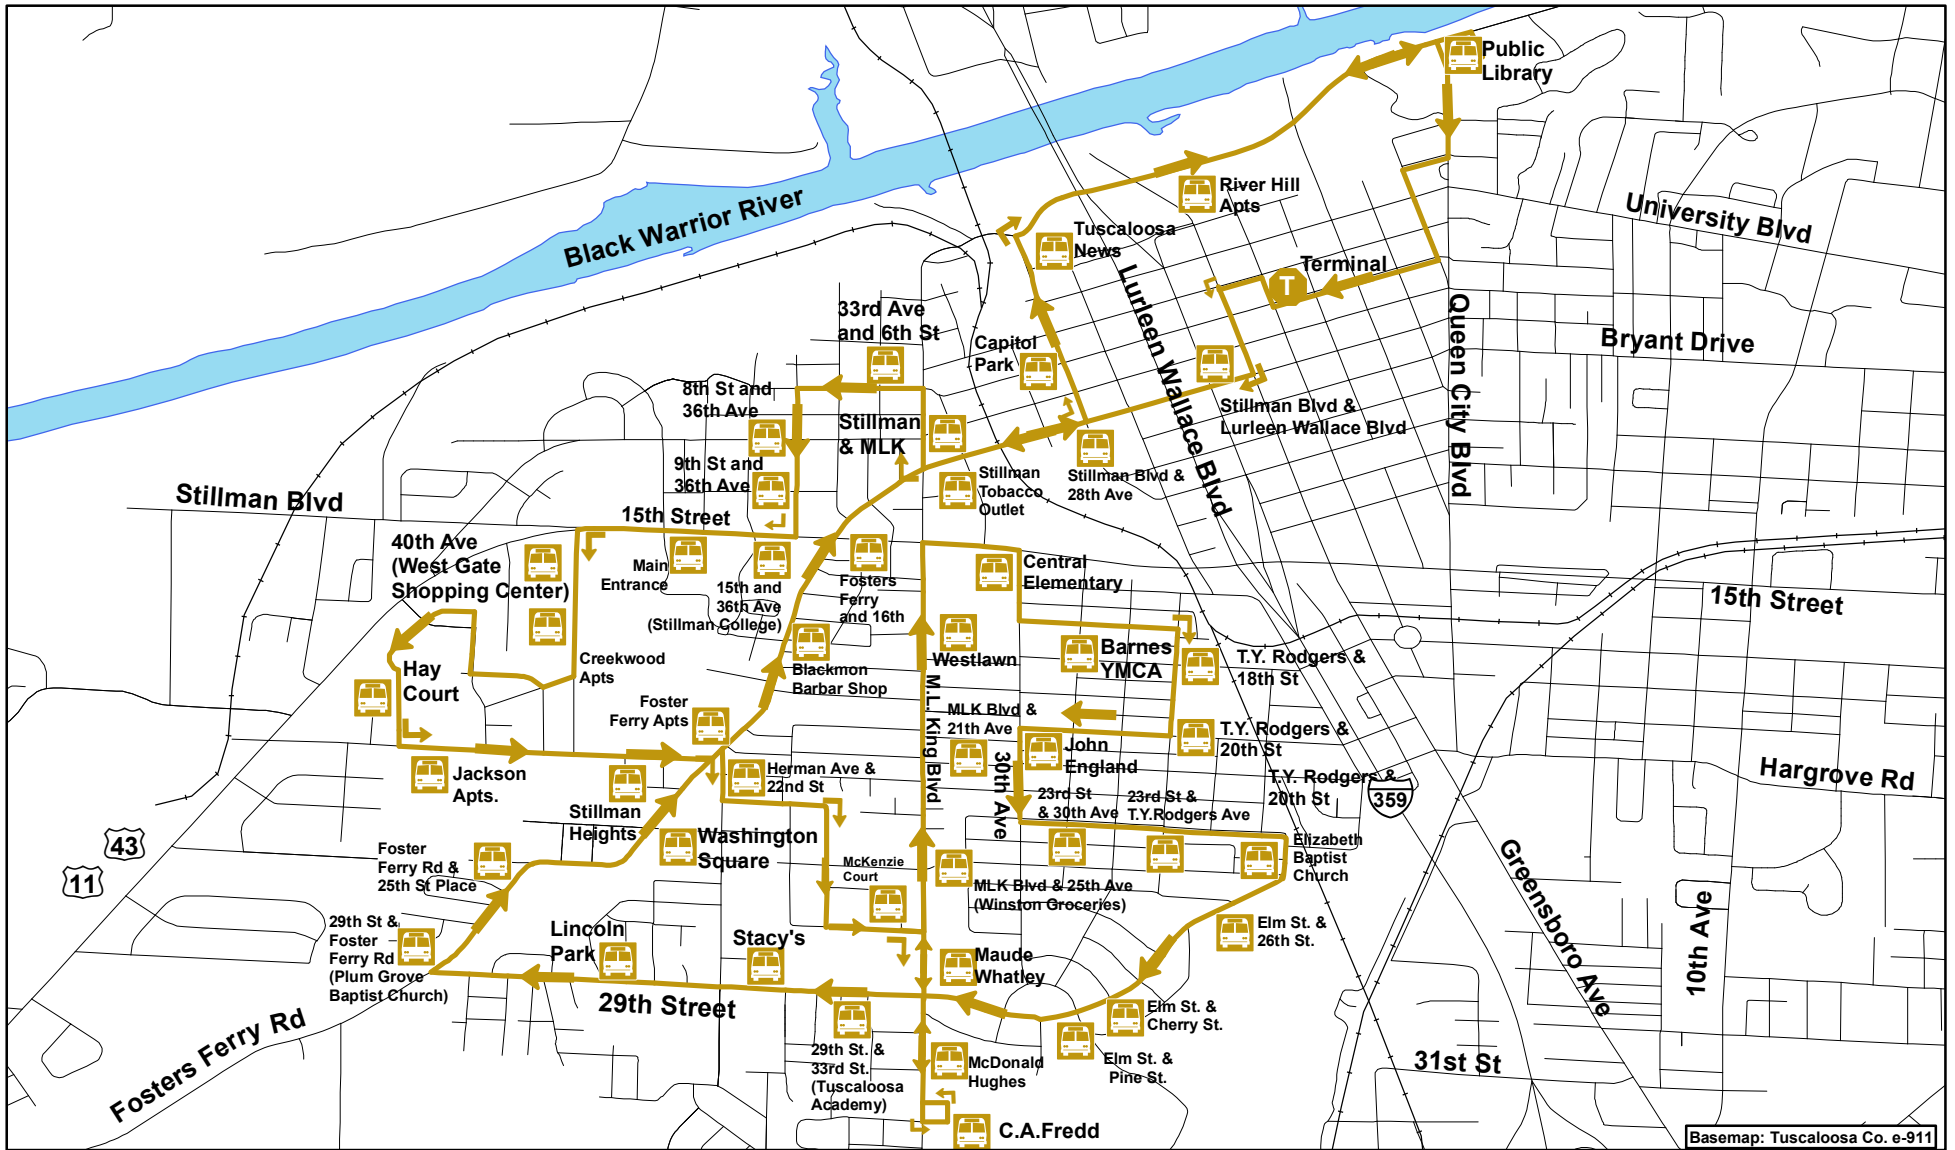 Public
Library
River Hill
Apts
University Blvd
Black Warrior River
Tuscaloosa
News
Terminal
T
Lurleen Wallace Blvd
Queen City Blvd
33rd Ave
and 6th St
Capitol
Park
Bryant Drive
8th St and
36th Ave
Stillman
& MLK
Stillman Blvd &
Lurleen Wallace Blvd
9th St and
36th Ave
Stillman
Tobacco
Outlet
Stillman Blvd &
28th Ave
Stillman Blvd
15th Street
40th Ave
(West Gate
Shopping Center)
Main
Entrance
15th and
36th Ave
(Stillman College)
Fosters
Ferry
and 16th
Central
Elementary
15th Street
Hay
Court
Creekwood
Apts
Blackmon
Barbar Shop
Westlawn
Barnes
YMCA
T.Y. Rodgers &
18th St
Foster
Ferry Apts
M.L. King Blvd
MLK Blvd &
21th Ave
30th Ave
John
England
T.Y. Rodgers &
20th St
Jackson
Apts.
Herman Ave &
22nd St
T.Y. Rodgers &
20th St
359
Hargrove Rd
Stillman
Heights
23rd St
& 30th Ave
23rd St &
T.Y.Rodgers Ave
43
11
Washington
Square
Foster
Ferry Rd &
25th St Place
McKenzie
Court
Elizabeth
Baptist
Church
MLK Blvd & 25th Ave
(Winston Groceries)
Greensboro Ave
10th Ave
29th St &
Foster
Ferry Rd
(Plum Grove
Baptist Church)
Lincoln
Park
Stacy's
Elm St. &
26th St.
Maude
Whatley
29th Street
Elm St. &
Cherry St.
Fosters Ferry Rd
29th St. &
33rd St.
(Tuscaloosa
Academy)
McDonald
Hughes
Elm St. &
Pine St.
31st St
C.A.Fredd
Basemap: Tuscaloosa Co. e-911